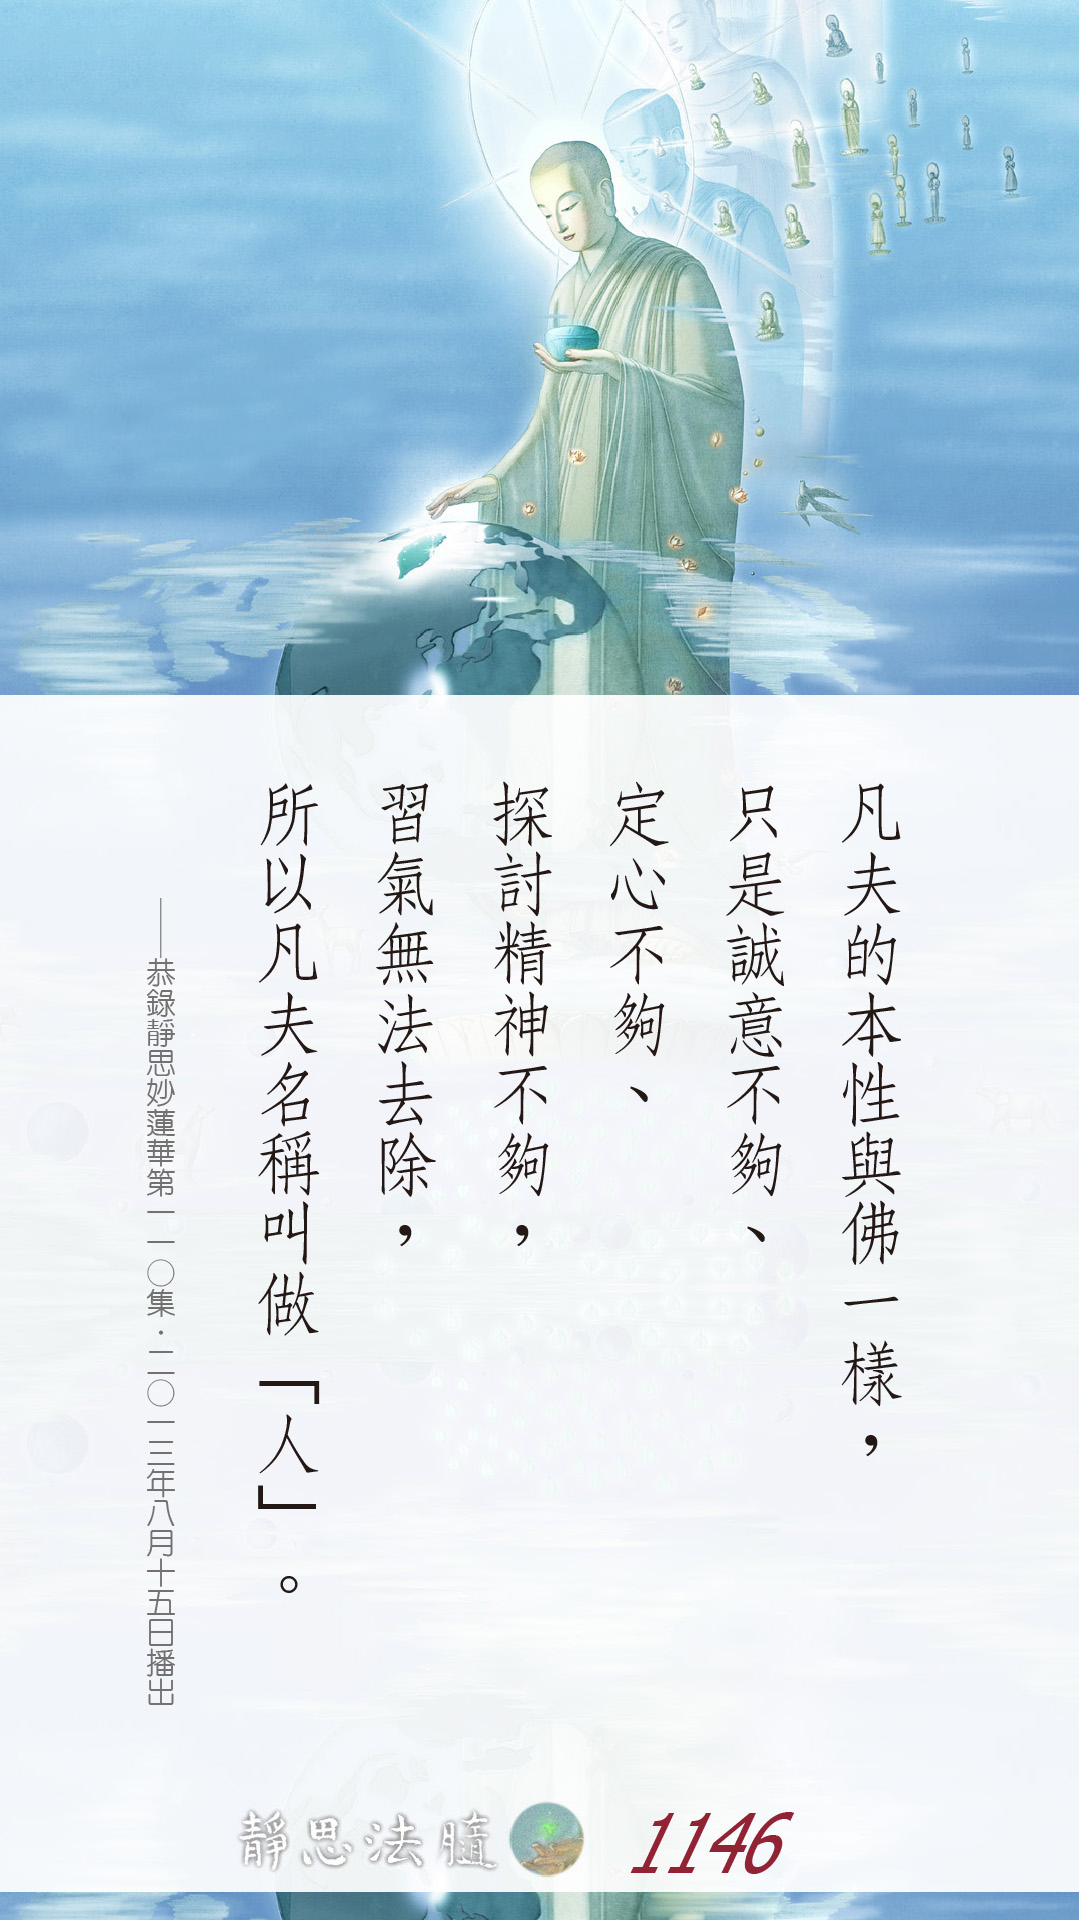 凡夫的本性與佛一樣，
只是誠意不夠、
定心不夠、
探討精神不夠，
習氣無法去除，
所以凡夫名稱叫做「人」。
──恭錄靜思妙蓮華第一一〇集．二〇一三年八月十五日播出
靜思法髓
1146